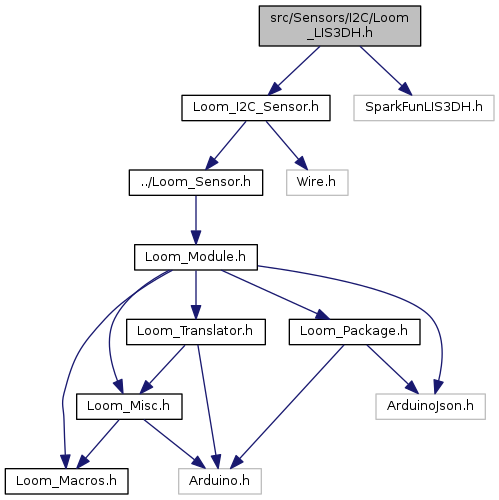 src/Sensors/I2C/Loom
_LIS3DH.h
Loom_I2C_Sensor.h
SparkFunLIS3DH.h
../Loom_Sensor.h
Wire.h
Loom_Module.h
Loom_Translator.h
Loom_Package.h
Loom_Misc.h
ArduinoJson.h
Loom_Macros.h
Arduino.h